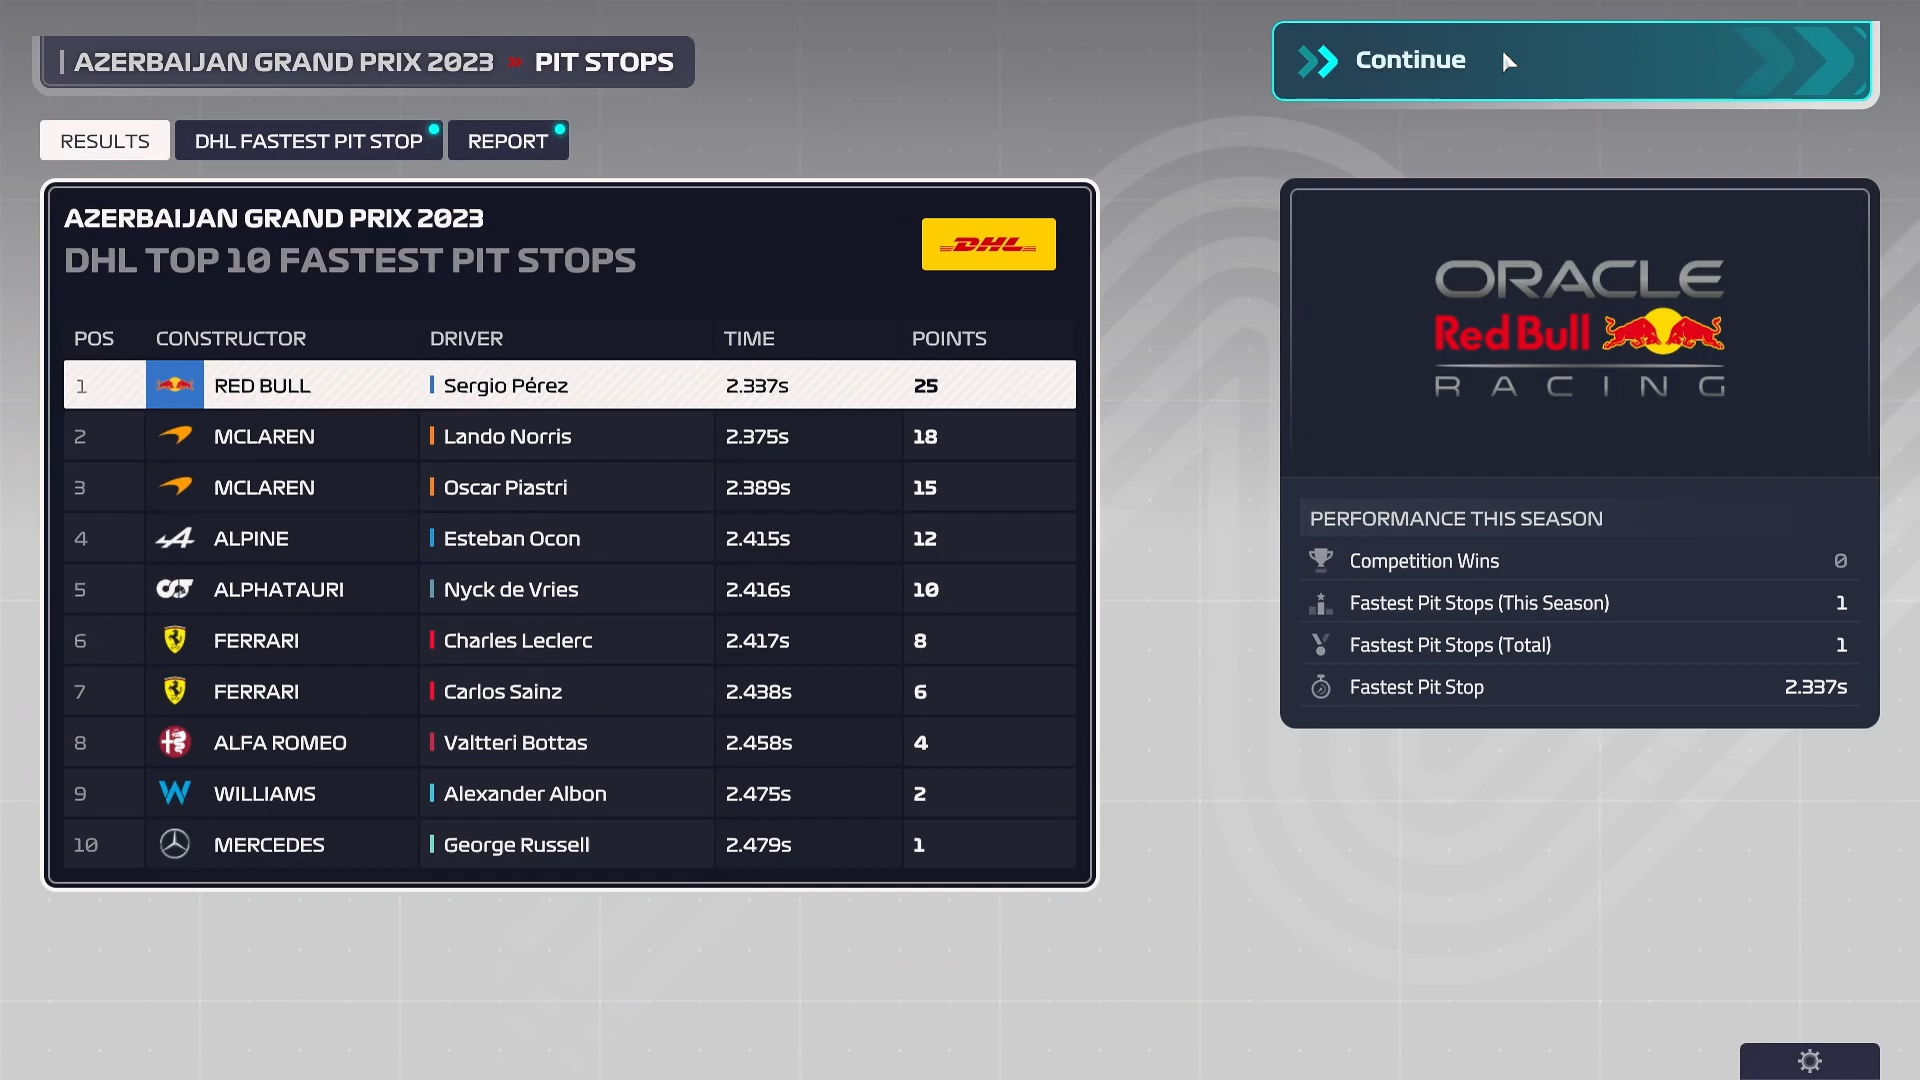 AZERBAIJAN GRAND PRIX 2023 » PIT STOPS
Continue
RESULTS
DHL FASTEST PIT STOP
REPORT
AZERBAIJAN GRAND PRIX 2023
DHL TOP 10 FASTEST PIT STOPS
DHL
POS CONSTRUCTOR DRIVER TIME POINTS
1 RED BULL Sergio Pérez 2.337s 25
2 MCLAREN Lando Norris 2.375s 18
3 MCLAREN Oscar Piastri 2.389s 15
4 ALPINE Esteban Ocon 2.415s 12
5 ALPHATAURI Nyck de Vries 2.416s 10
6 FERRARI Charles Leclerc 2.417s 8
7 FERRARI Carlos Sainz 2.438s 6
8 ALFA ROMEO Valtteri Bottas 2.458s 4
9 WILLIAMS Alexander Albon 2.475s 2
10 MERCEDES George Russell 2.479s 1
ORACLE
Red Bull
RACING
PERFORMANCE THIS SEASON
Competition Wins 0
Fastest Pit Stops (This Season) 1
Fastest Pit Stops (Total) 1
Fastest Pit Stop 2.337s